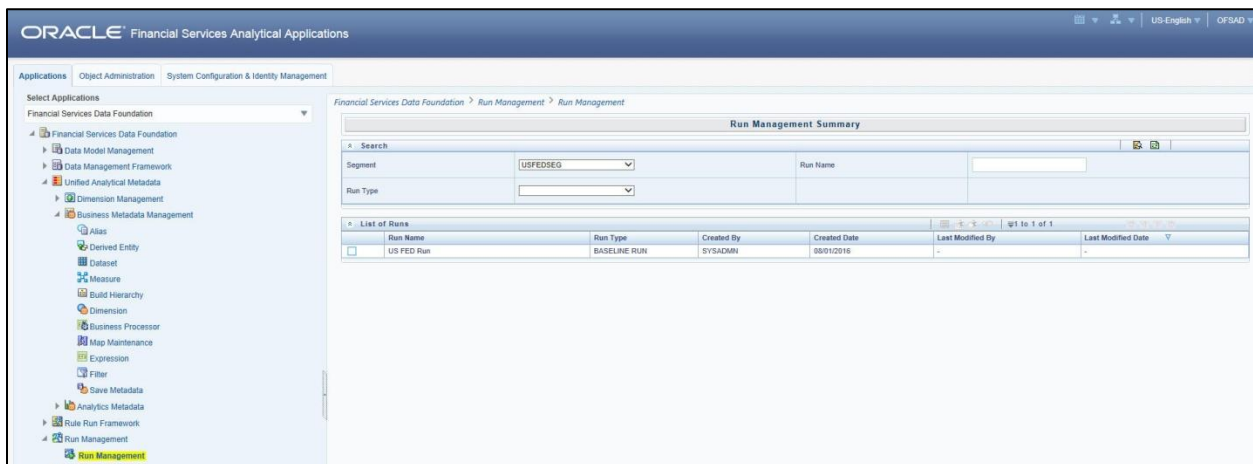 ORACLE Financial Services Analytical Applications
US-English
OFSAD
Applications
Object Administration
System Configuration & Identity Management
Select Applications
Financial Services Data Foundation
Financial Services Data Foundation
Data Model Management
Data Management Framework
Unified Analytical Metadata
Dimension Management
Business Metadata Management
Alias
Derived Entity
Dataset
Measure
Build Hierarchy
Dimension
Business Processor
Map Maintenance
Expression
Filter
Save Metadata
Analytics Metadata
Rule Run Framework
Run Management
Run Management
Financial Services Data Foundation > Run Management > Run Management
Run Management Summary
Search
Segment
USFEDSEG
Run Name
Run Type
List of Runs
1 to 1 of 1
Run Name Run Type Created By Created Date Last Modified By Last Modified Date
US FED Run BASELINE RUN SYSADMN 08/01/2016 - -